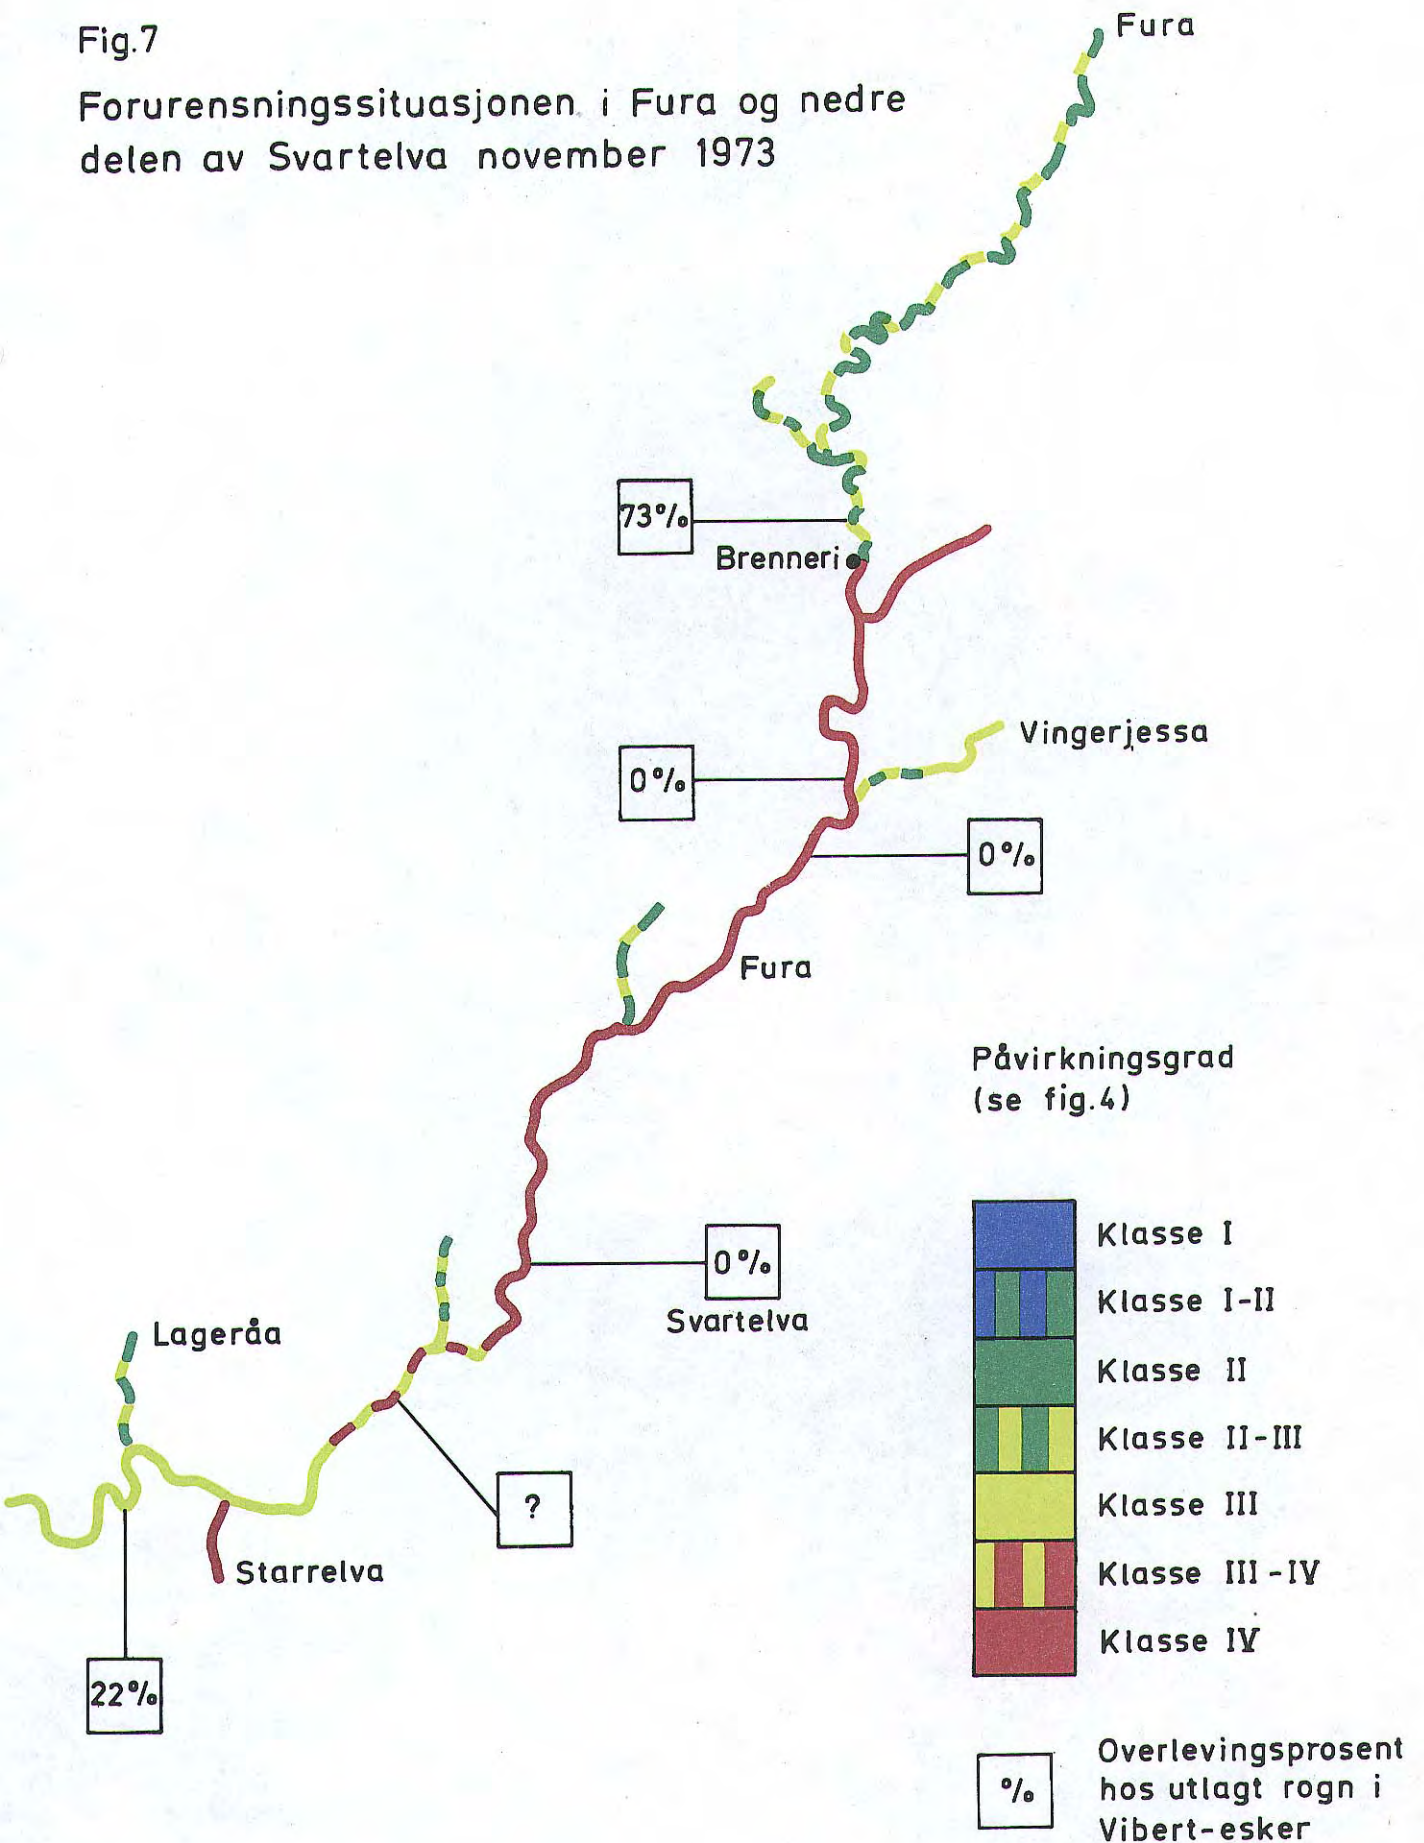 Fig.7
Forurensningssituasjonen i Fura og nedre
delen av Svartelva november 1973
Fura
73%
Brenneri
Vingerjessa
0%
0%
Fura
Påvirkningsgrad
(se fig.4)
0%
Svartelva
Klasse I
Klasse I-II
Klasse II
Klasse II-III
Klasse III
Klasse III-IV
Klasse IV
Lageråa
?
Starrelva
22%
%
Overlevingsprosent
hos utlagt rogn i
Vibert-esker